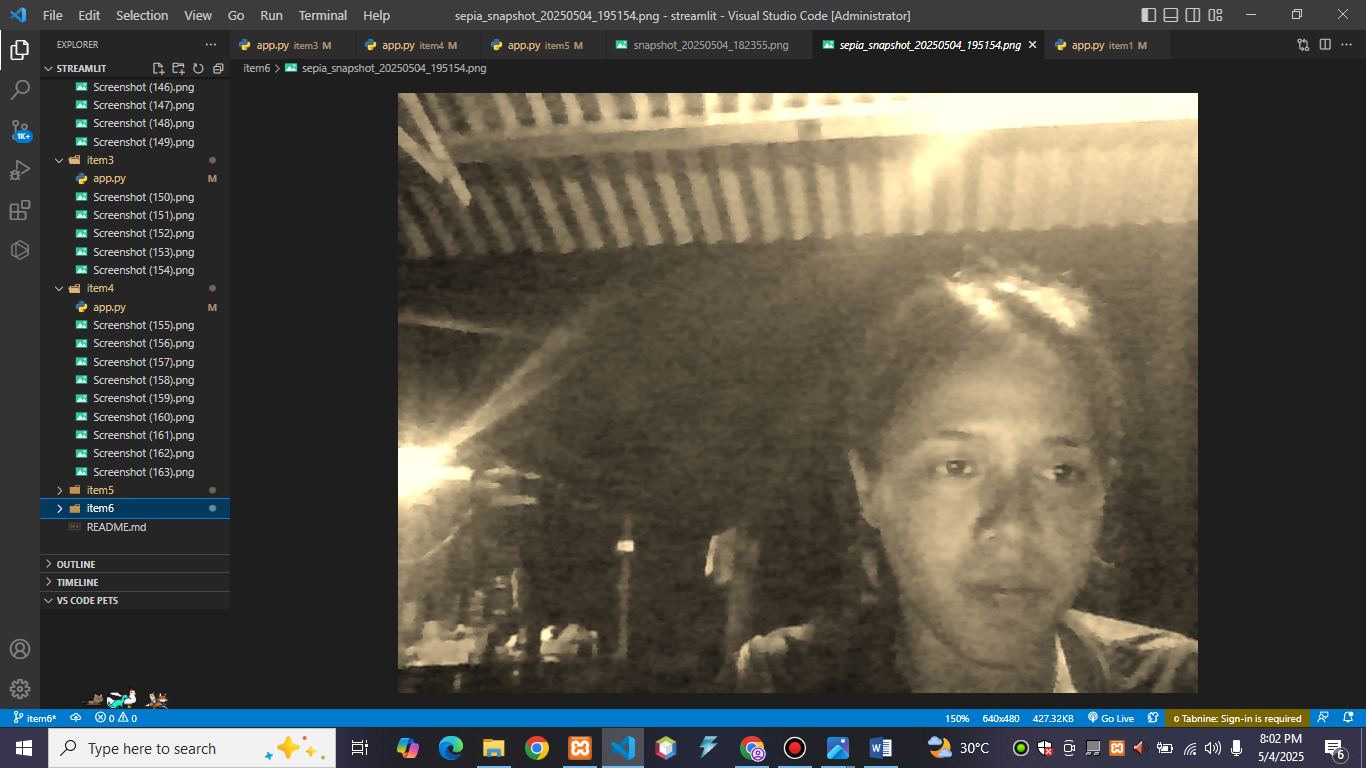 File Edit Selection View Go Run Terminal Help
sepia_snapshot_20250504_195154.png - streamlit - Visual Studio Code [Administrator]
EXPLORER
app.py item3 M
app.py item4 M
app.py item5 M
snapshot_20250504_182355.png
sepia_snapshot_20250504_195154.png
app.py item1 M
STREAMLIT
item6 > sepia_snapshot_20250504_195154.png
Screenshot (146).png
Screenshot (147).png
Screenshot (148).png
Screenshot (149).png
item3
app.py M
Screenshot (150).png
Screenshot (151).png
Screenshot (152).png
Screenshot (153).png
Screenshot (154).png
item4
app.py M
Screenshot (155).png
Screenshot (156).png
Screenshot (157).png
Screenshot (158).png
Screenshot (159).png
Screenshot (160).png
Screenshot (161).png
Screenshot (162).png
Screenshot (163).png
item5
item6
README.md
OUTLINE
TIMELINE
VS CODE PETS
1K+
item6* 0 0 150% 640x480 427.32KB Go Live Tabnine: Sign-in is required
Type here to search
30°C
8:02 PM
5/4/2025
6